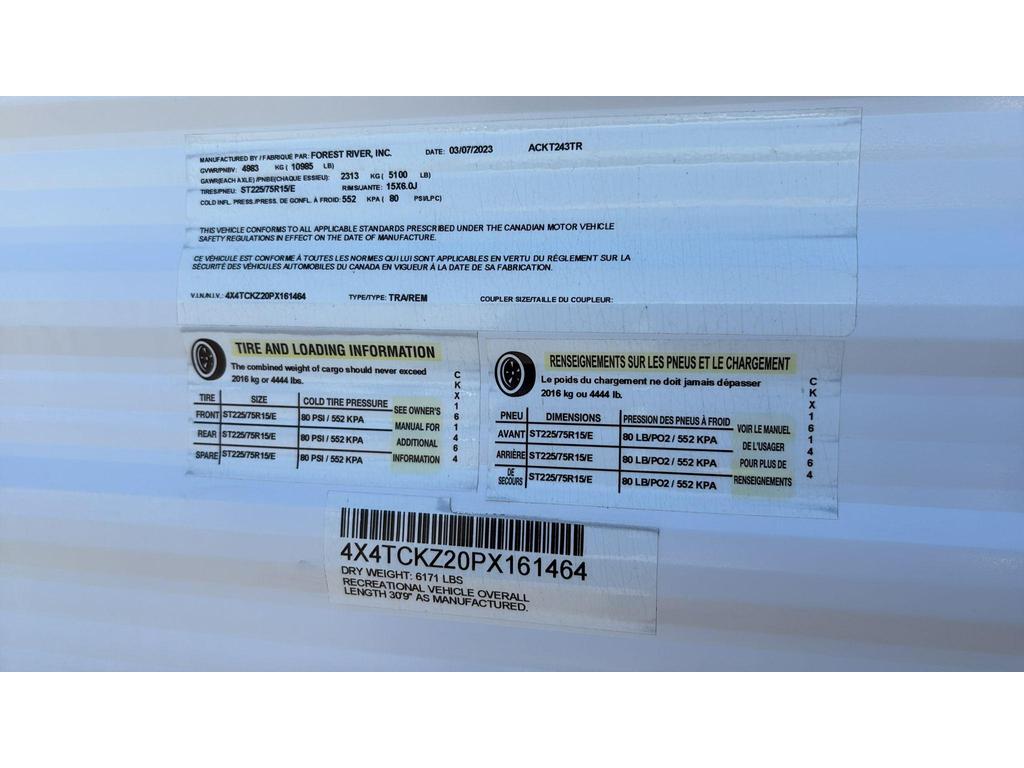 MANUFACTURED BY / FABRIQUÉ PAR: FOREST RIVER, INC. DATE: 03/07/2023 ACKT243TR
GVWR/PNBV: 4983 KG ( 10985 LB)
GAWR(EACH AXLE) /PNBE(CHAQUE ESSIEU): 2313 KG ( 5100 LB)
TIRES/PNEU: ST225/75R15/E RIMS/JANTE: 15X6.0J
COLD INFL. PRESS./PRESS. DE GONFL. À FROID: 552 KPA ( 80 PSI/LPC)
THIS VEHICLE CONFORMS TO ALL APPLICABLE STANDARDS PRESCRIBED UNDER THE CANADIAN MOTOR VEHICLE
SAFETY REGULATIONS IN EFFECT ON THE DATE OF MANUFACTURE.
CE VÉHICULE EST CONFORME À TOUTES LES NORMES QUI LUI SONT APPLICABLES EN VERTU DU RÉGLEMENT SUR LA
SÉCURITÉ DES VÉHICULES AUTOMOBILES DU CANADA EN VIGUEUR À LA DATE DE SA FABRICATION.
V.I.N./N.I.V.: 4X4TCKZ20PX161464 TYPE/TYPE: TRA/REM COUPLER SIZE/TAILLE DU COUPLEUR:
TIRE AND LOADING INFORMATION
The combined weight of cargo should never exceed
2016 kg or 4444 lbs.
TIRE SIZE COLD TIRE PRESSURE
FRONT ST225/75R15/E 80 PSI / 552 KPA
REAR ST225/75R15/E 80 PSI / 552 KPA
SPARE ST225/75R15/E 80 PSI / 552 KPA
SEE OWNER'S
MANUAL FOR
ADDITIONAL
INFORMATION
CKX161464
RENSEIGNEMENTS SUR LES PNEUS ET LE CHARGEMENT
Le poids du chargement ne doit jamais dépasser
2016 kg ou 4444 lb.
PNEU DIMENSIONS PRESSION DES PNEUS À FROID
AVANT ST225/75R15/E 80 LB/PO2 / 552 KPA
ARRIÈRE ST225/75R15/E 80 LB/PO2 / 552 KPA
DE SECOURS ST225/75R15/E 80 LB/PO2 / 552 KPA
VOIR LE MANUEL
DE L'USAGER
POUR PLUS DE
RENSEIGNEMENTS
CKX161464
4X4TCKZ20PX161464
DRY WEIGHT: 6171 LBS
RECREATIONAL VEHICLE OVERALL
LENGTH 30'9" AS MANUFACTURED.